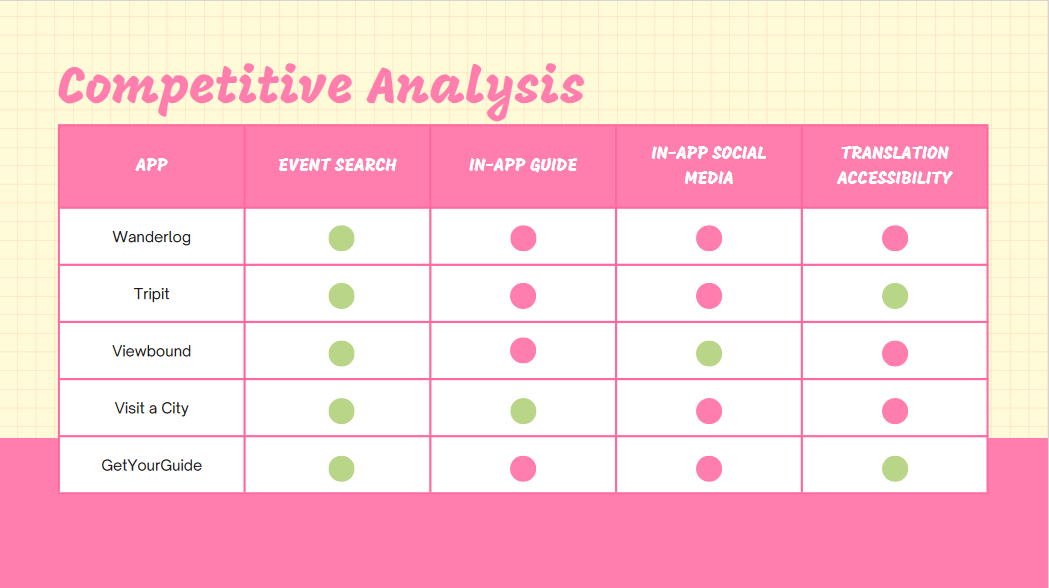 Competitive Analysis
APP
EVENT SEARCH
IN-APP GUIDE
IN-APP SOCIAL
MEDIA
TRANSLATION
ACCESSIBILITY
Wanderlog
Tripit
Viewbound
Visit a City
GetYourGuide